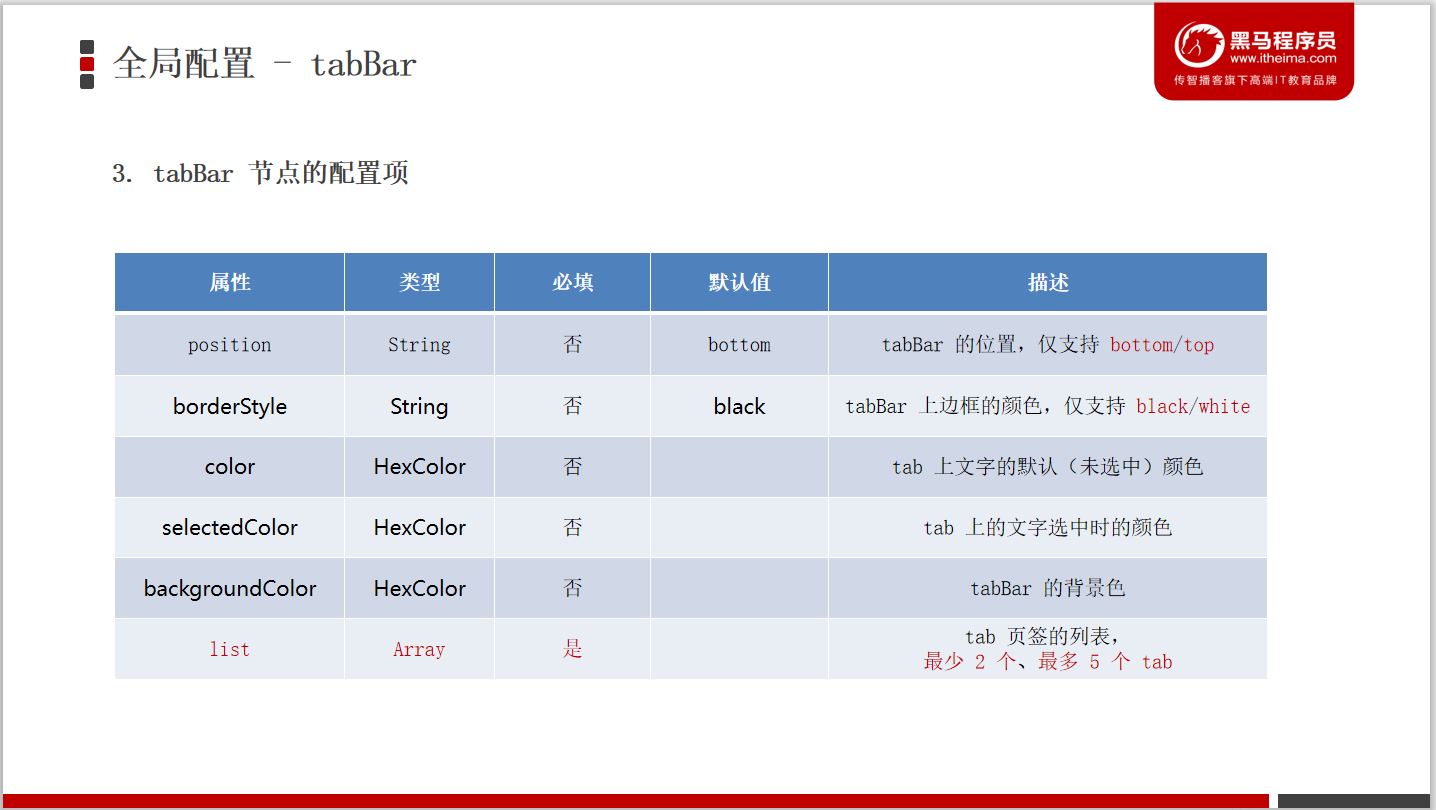 全局配置 - tabBar
黑马程序员
www.itheima.com
传智播客旗下高端IT教育品牌
3. tabBar 节点的配置项
属性 类型 必填 默认值 描述
position String 否 bottom tabBar 的位置，仅支持 bottom/top
borderStyle String 否 black tabBar 上边框的颜色，仅支持 black/white
color HexColor 否 tab 上文字的默认（未选中）颜色
selectedColor HexColor 否 tab 上的文字选中时的颜色
backgroundColor HexColor 否 tabBar 的背景色
list Array 是 tab 页签的列表，
最少 2 个、最多 5 个 tab